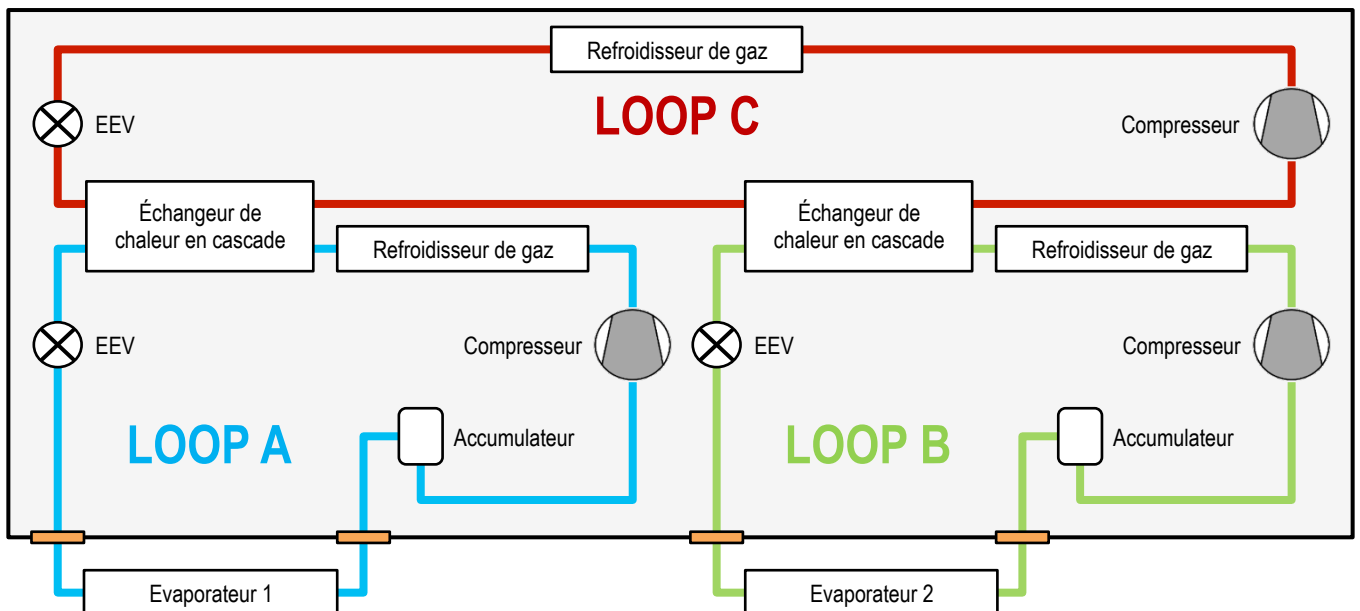 Refroidisseur de gaz
LOOP C
EEV
Compresseur
Échangeur de
chaleur en cascade
Échangeur de
chaleur en cascade
Refroidisseur de gaz
Refroidisseur de gaz
EEV
Compresseur
EEV
Compresseur
LOOP A
Accumulateur
LOOP B
Accumulateur
Evaporateur 1
Evaporateur 2